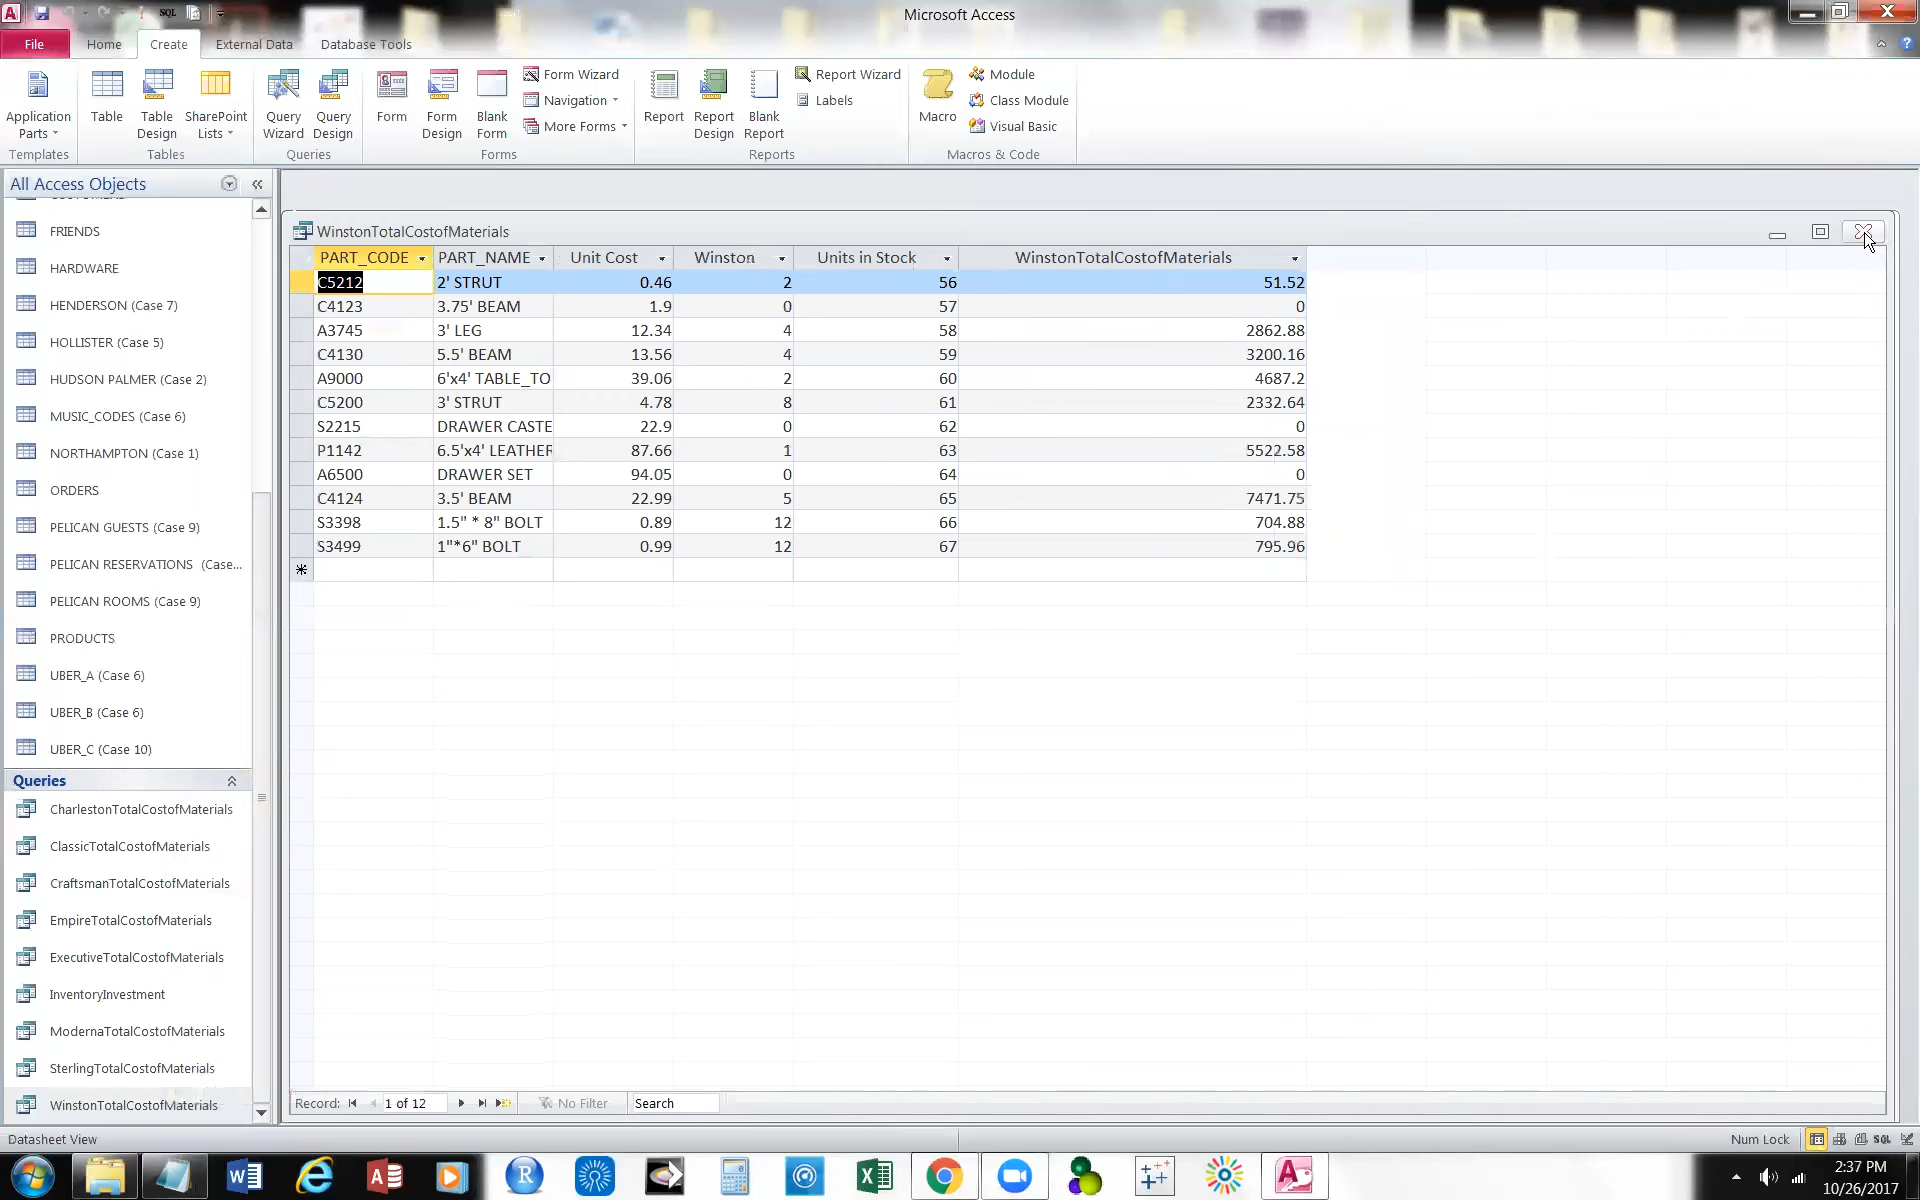 SQL
Microsoft Access
File Home Create External Data Database Tools
Application Parts
Table
Table Design
SharePoint Lists
Query Wizard
Query Design
Form
Form Design
Blank Form
Form Wizard
Navigation
More Forms
Report
Report Design
Blank Report
Report Wizard
Labels
Macro
Module
Class Module
Visual Basic
Templates Tables Queries Forms Reports Macros & Code
All Access Objects
FRIENDS
HARDWARE
HENDERSON (Case 7)
HOLLISTER (Case 5)
HUDSON PALMER (Case 2)
MUSIC_CODES (Case 6)
NORTHAMPTON (Case 1)
ORDERS
PELICAN GUESTS (Case 9)
PELICAN RESERVATIONS (Case...
PELICAN ROOMS (Case 9)
PRODUCTS
UBER_A (Case 6)
UBER_B (Case 6)
UBER_C (Case 10)
Queries
CharlestonTotalCostofMaterials
ClassicTotalCostofMaterials
CraftsmanTotalCostofMaterials
EmpireTotalCostofMaterials
ExecutiveTotalCostofMaterials
InventoryInvestment
ModernaTotalCostofMaterials
SterlingTotalCostofMaterials
WinstonTotalCostofMaterials
WinstonTotalCostofMaterials
PART_CODE PART_NAME Unit Cost Winston Units in Stock WinstonTotalCostofMaterials
C5212 2' STRUT 0.46 2 56 51.52
C4123 3.75' BEAM 1.9 0 57 0
A3745 3' LEG 12.34 4 58 2862.88
C4130 5.5' BEAM 13.56 4 59 3200.16
A9000 6'x4' TABLE_TO 39.06 2 60 4687.2
C5200 3' STRUT 4.78 8 61 2332.64
S2215 DRAWER CASTE 22.9 0 62 0
P1142 6.5'x4' LEATHER 87.66 1 63 5522.58
A6500 DRAWER SET 94.05 0 64 0
C4124 3.5' BEAM 22.99 5 65 7471.75
S3398 1.5" * 8" BOLT 0.89 12 66 704.88
S3499 1"*6" BOLT 0.99 12 67 795.96
Record: 1 of 12 No Filter Search
Datasheet View Num Lock SQL
2:37 PM
10/26/2017